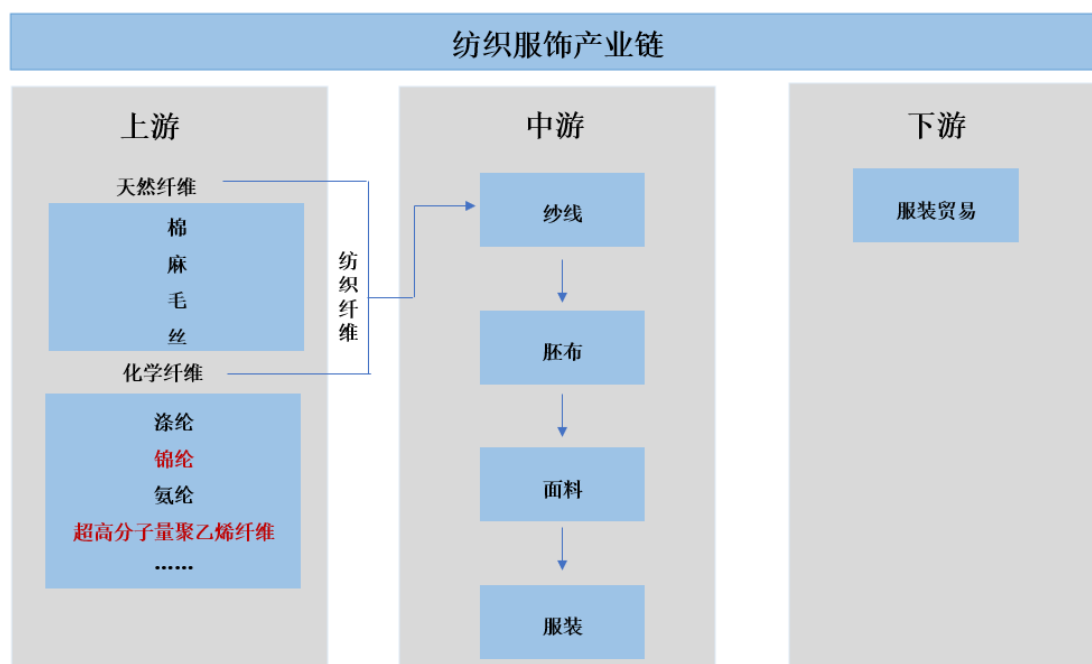 纺织服饰产业链
上游
天然纤维
棉
麻
毛
丝
化学纤维
涤纶
锦纶
氨纶
超高分子量聚乙烯纤维
……
纺织纤维
中游
纱线
胚布
面料
服装
下游
服装贸易